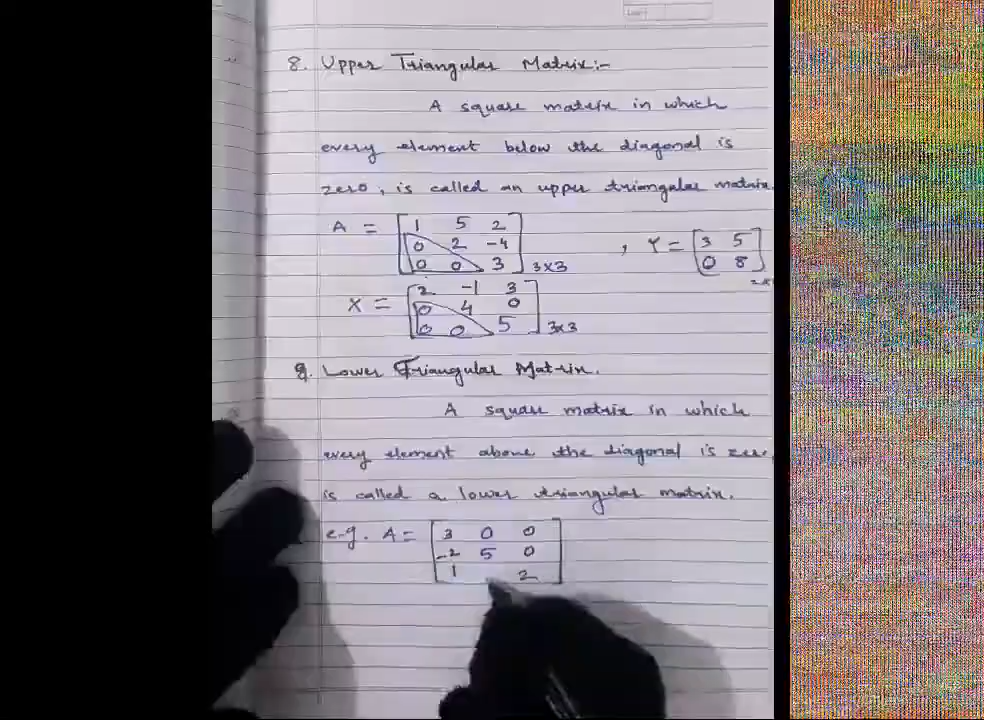 8. Upper Triangular Matrix:-
A square matrix in which
every element below the diagonal is
zero, is called an upper triangular matrix.
A = [1 5 2
0 2 -4
0 0 3] 3x3 , Y = [3 5
0 8]
X = [2 -1 3
0 4 0
0 0 5] 3x3
9. Lower Triangular Matrix.
A square matrix in which
every element above the diagonal is zero,
is called a lower triangular matrix.
e-g. A = [3 0 0
-2 5 0
1 2]